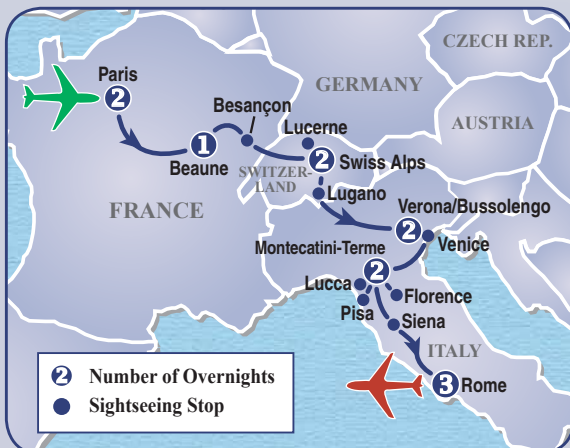 CZECH REP.
GERMANY
Paris
2
Besançon
AUSTRIA
Lucerne
1
2
Swiss Alps
Beaune
SWITZER-
LAND
Lugano
FRANCE
Verona/Bussolengo
2
Venice
Montecatini-Terme
2
Lucca
Florence
Pisa
Siena
ITALY
3
Rome
2 Number of Overnights
Sightseeing Stop